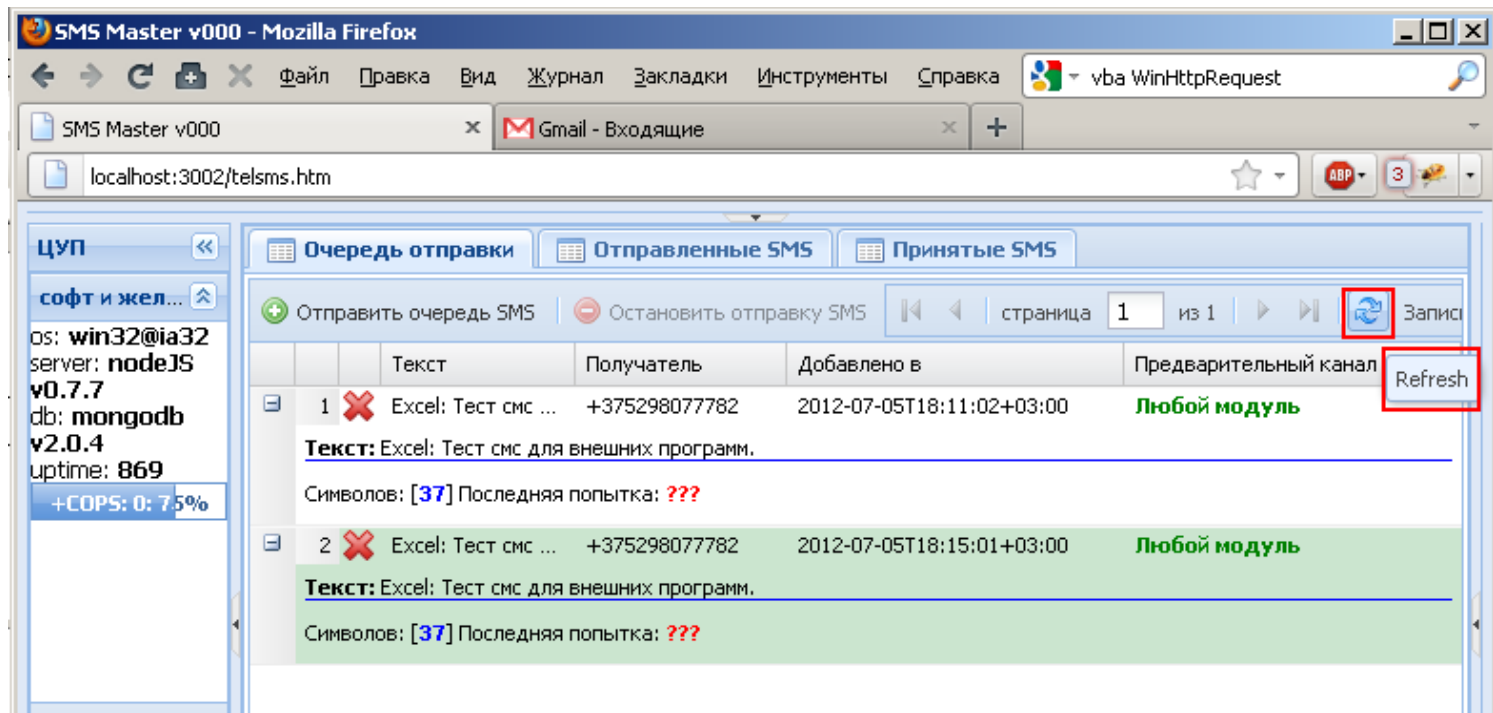 SMS Master v000 - Mozilla Firefox
Файл Правка Вид Журнал Закладки Инструменты Справка vba WinHttpRequest
SMS Master v000 Gmail - Входящие
localhost:3002/telsms.htm ABP 3
ЦУП Очередь отправки Отправленные SMS Принятые SMS
софт и жел... Отправить очередь SMS Остановить отправку SMS страница 1 из 1 Запис
os: win32@ia32
server: nodeJS
v0.7.7
db: mongodb
v2.0.4
uptime: 869
+COPS: 0: 75%
Текст Получатель Добавлено в Предварительный канал
Refresh
1 Excel: Тест смс ... +375298077782 2012-07-05T18:11:02+03:00 Любой модуль
Текст: Excel: Тест смс для внешних программ.
Символов: [37] Последняя попытка: ???
2 Excel: Тест смс ... +375298077782 2012-07-05T18:15:01+03:00 Любой модуль
Текст: Excel: Тест смс для внешних программ.
Символов: [37] Последняя попытка: ???